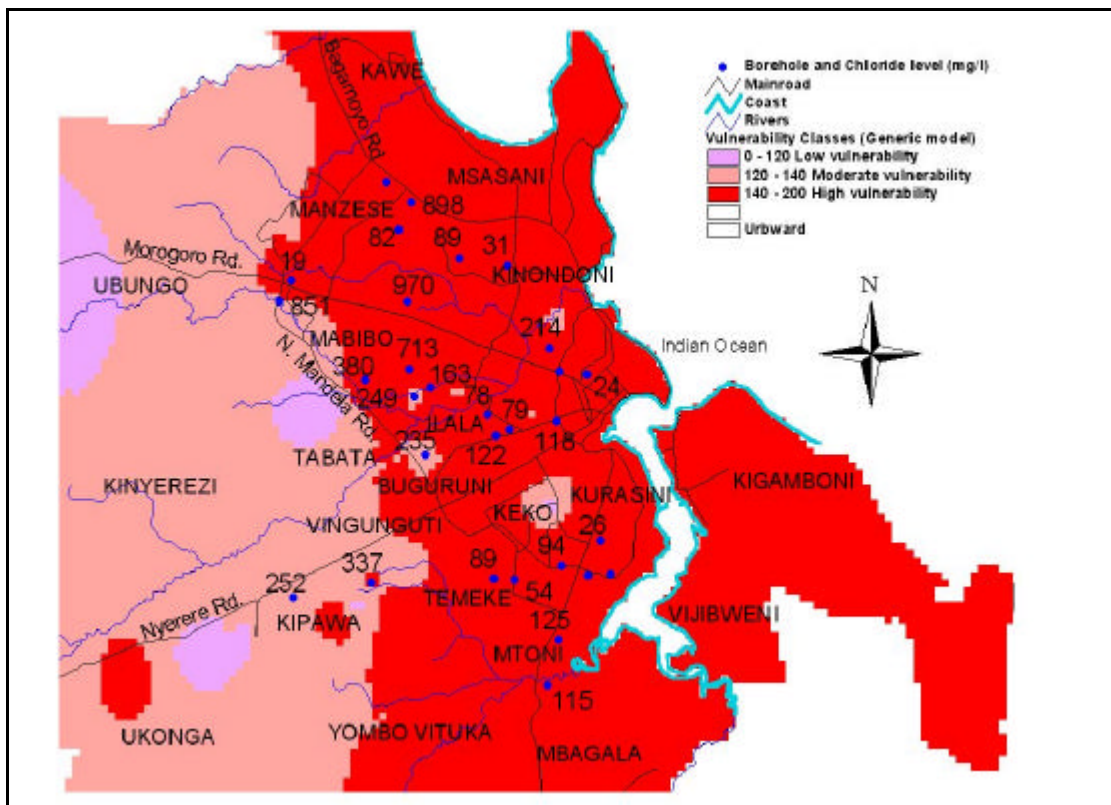 Bagamoyo Rd.
KAWE
Borehole and Chloride level (mg/l)
Mainroad
Coast
Rivers
Vulnerability Classes (Generic model)
0 - 120 Low vulnerability
120 - 140 Moderate vulnerability
140 - 200 High vulnerability
Urbward
MSASANI
MANZESE
898
82
89
31
Morogoro Rd.
19
KINONDONI
UBUNGO
851
970
214
N
MABIBO
Indian Ocean
713
380
163
249
78
24
N. Mandela Rd.
ILALA
79
118
235
122
TABATA
KINYEREZI
BUGURUNI
KURASINI
KIGAMBONI
KEKO
VINGUNGUTI
26
94
89
337
252
54
TEMEKE
Nyerere Rd.
KIPAWA
125
VIJIBWENI
MTONI
115
UKONGA
YOMBO VITUKA
MBAGALA